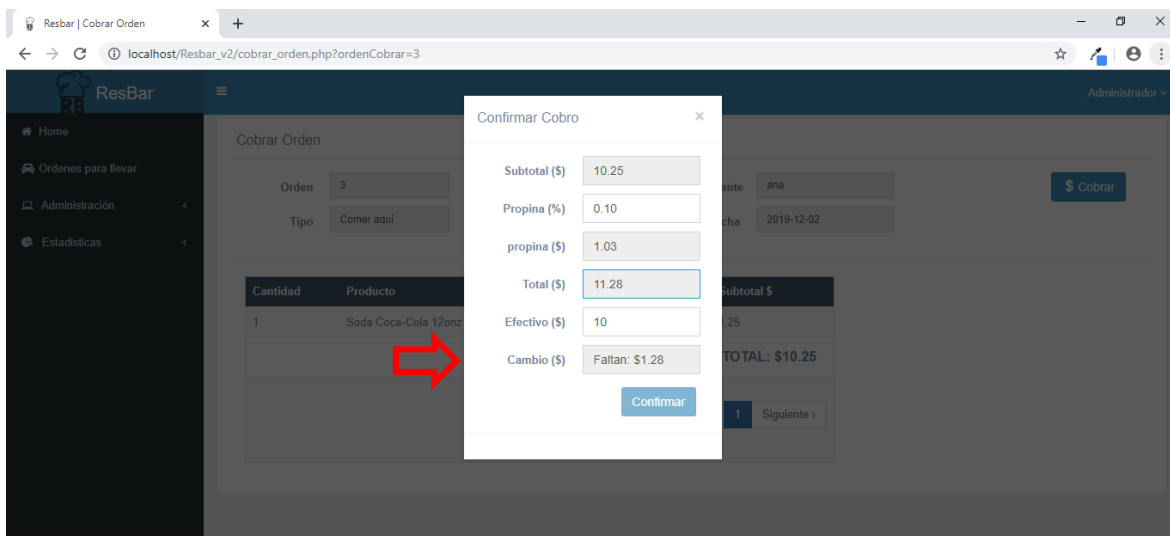 Resbar | Cobrar Orden
localhost/Resbar_v2/cobrar_orden.php?ordenCobrar=3
RB ResBar
Administrador
Home
Ordenes para llevar
Administración
Estadisticas
Cobrar Orden
Orden 3
ente ana
$ Cobrar
Tipo Comer aqui
cha 2019-12-02
Confirmar Cobro ×
Subtotal ($) 10.25
Propina (%) 0.10
propina ($) 1.03
Total ($) 11.28
Efectivo ($) 10
Cambio ($) Faltan: $1.28
Confirmar
Cantidad Producto Subtotal $
1 Soda Coca-Cola 12onz .25
TOTAL: $10.25
1 Siguiente ›